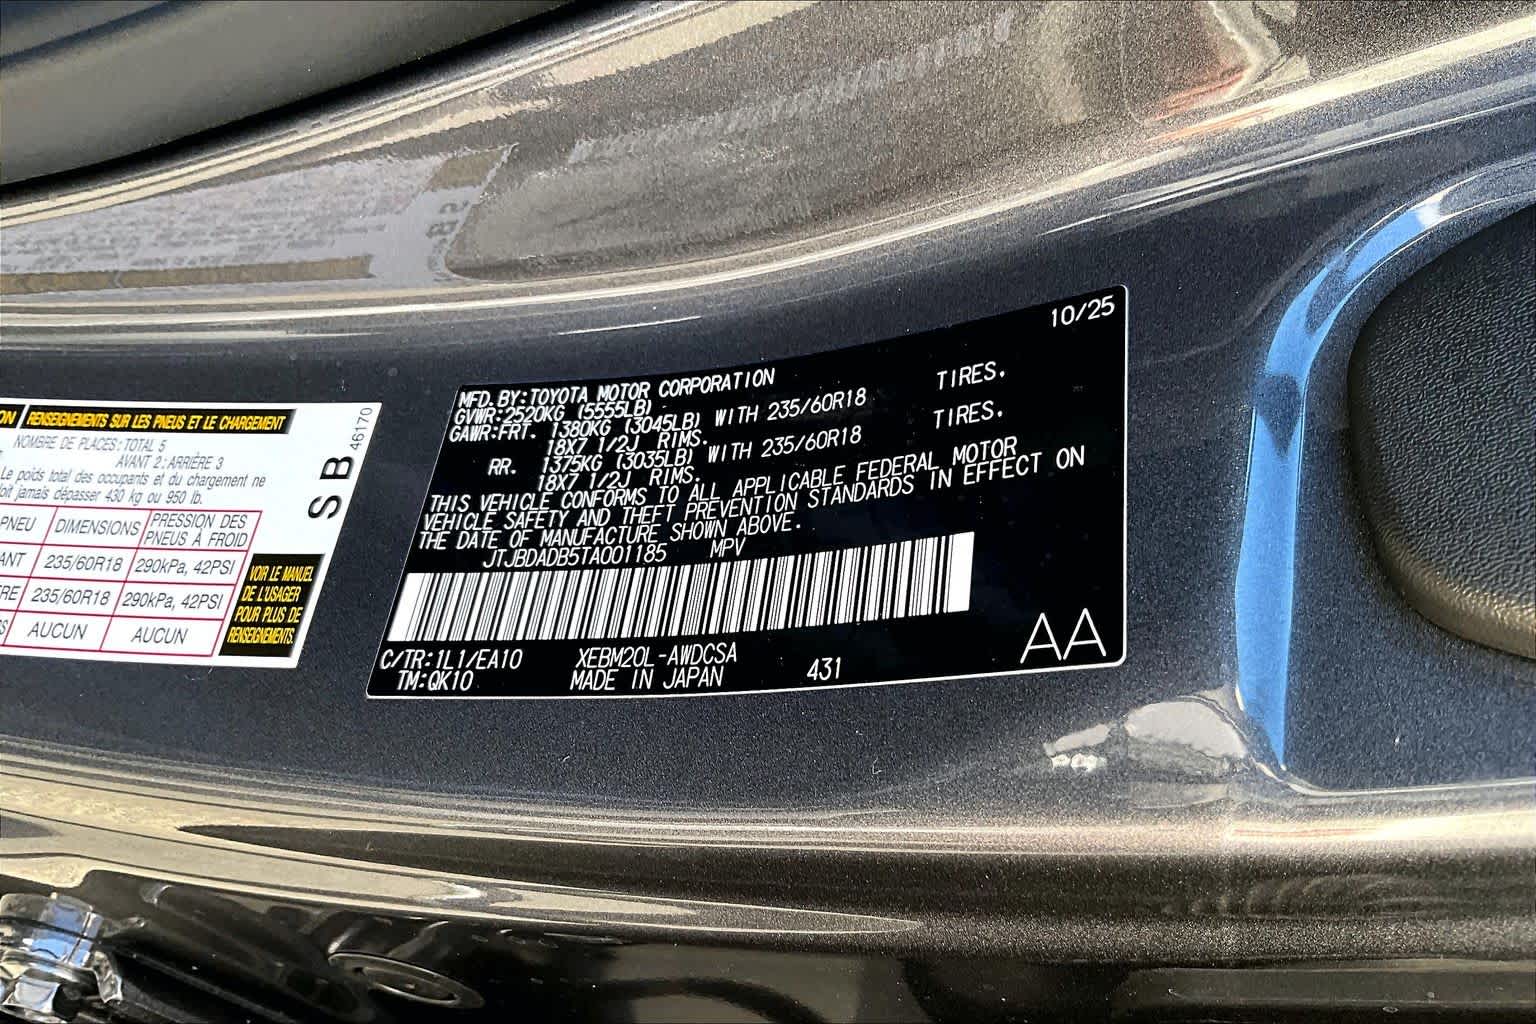 ON RENSEIGNEMENTS SUR LES PNEUS ET LE CHARGEMENT
NOMBRE DE PLACES: TOTAL 5
AVANT 2: ARRIÈRE 3
Le poids total des occupants et du chargement ne
oit jamais dépasser 430 kg ou 950 lb.
PNEU DIMENSIONS PRESSION DES PNEUS À FROID
ANT 235/60R18 290kPa, 42PSI
RE 235/60R18 290kPa, 42PSI
S AUCUN AUCUN
VOIR LE MANUEL
DE L'USAGER
POUR PLUS DE
RENSEIGNEMENTS.
SB 46170
10/25
MFD. BY: TOYOTA MOTOR CORPORATION
GVWR: 2520KG (5555LB)
GAWR: FRT. 1380KG (3045LB) WITH 235/60R18 TIRES.
18X7 1/2J RIMS.
RR. 1375KG (3035LB) WITH 235/60R18 TIRES.
18X7 1/2J RIMS.
THIS VEHICLE CONFORMS TO ALL APPLICABLE FEDERAL MOTOR
VEHICLE SAFETY AND THEFT PREVENTION STANDARDS IN EFFECT ON
THE DATE OF MANUFACTURE SHOWN ABOVE.
JTJBDADB5TA001185 MPV
C/TR: 1L1/EA10 XEBM20L-AWDCSA
TM: QK10 MADE IN JAPAN 431
AA